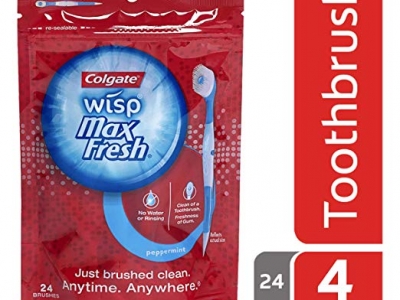 re-sealable
Colgate
wisp
Max
Fresh
No Water
or Rinsing
Clean of a
Toothbrush,
Freshness
of Gum.
peppermint
24
BRUSHES
Just brushed clean.
Anytime. Anywhere.
Toothbrush
24
4